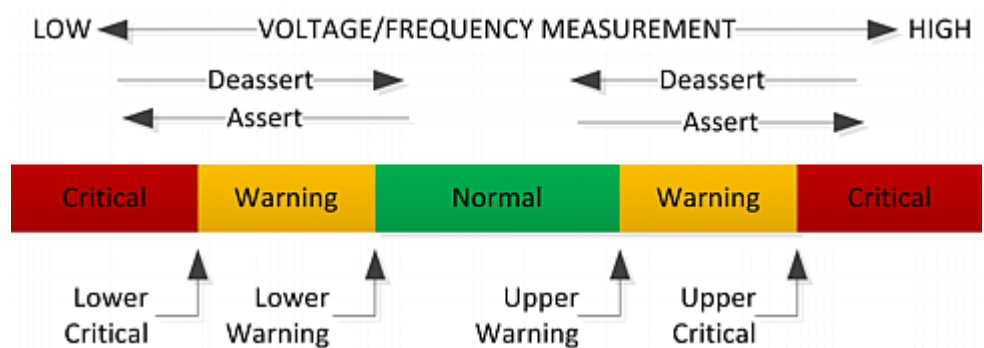 LOW VOLTAGE/FREQUENCY MEASUREMENT HIGH
Deassert Deassert
Assert Assert
Critical Warning Normal Warning Critical
Lower Lower Upper Upper
Critical Warning Warning Critical